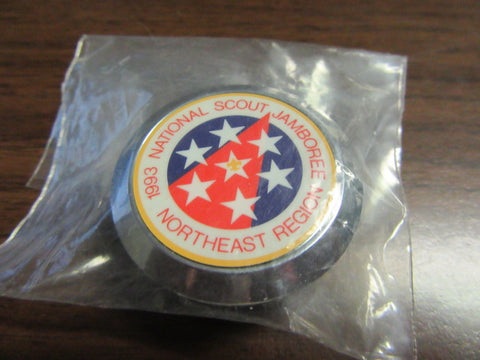 1993 NATIONAL SCOUT JAMBOREE
NORTHEAST REGION